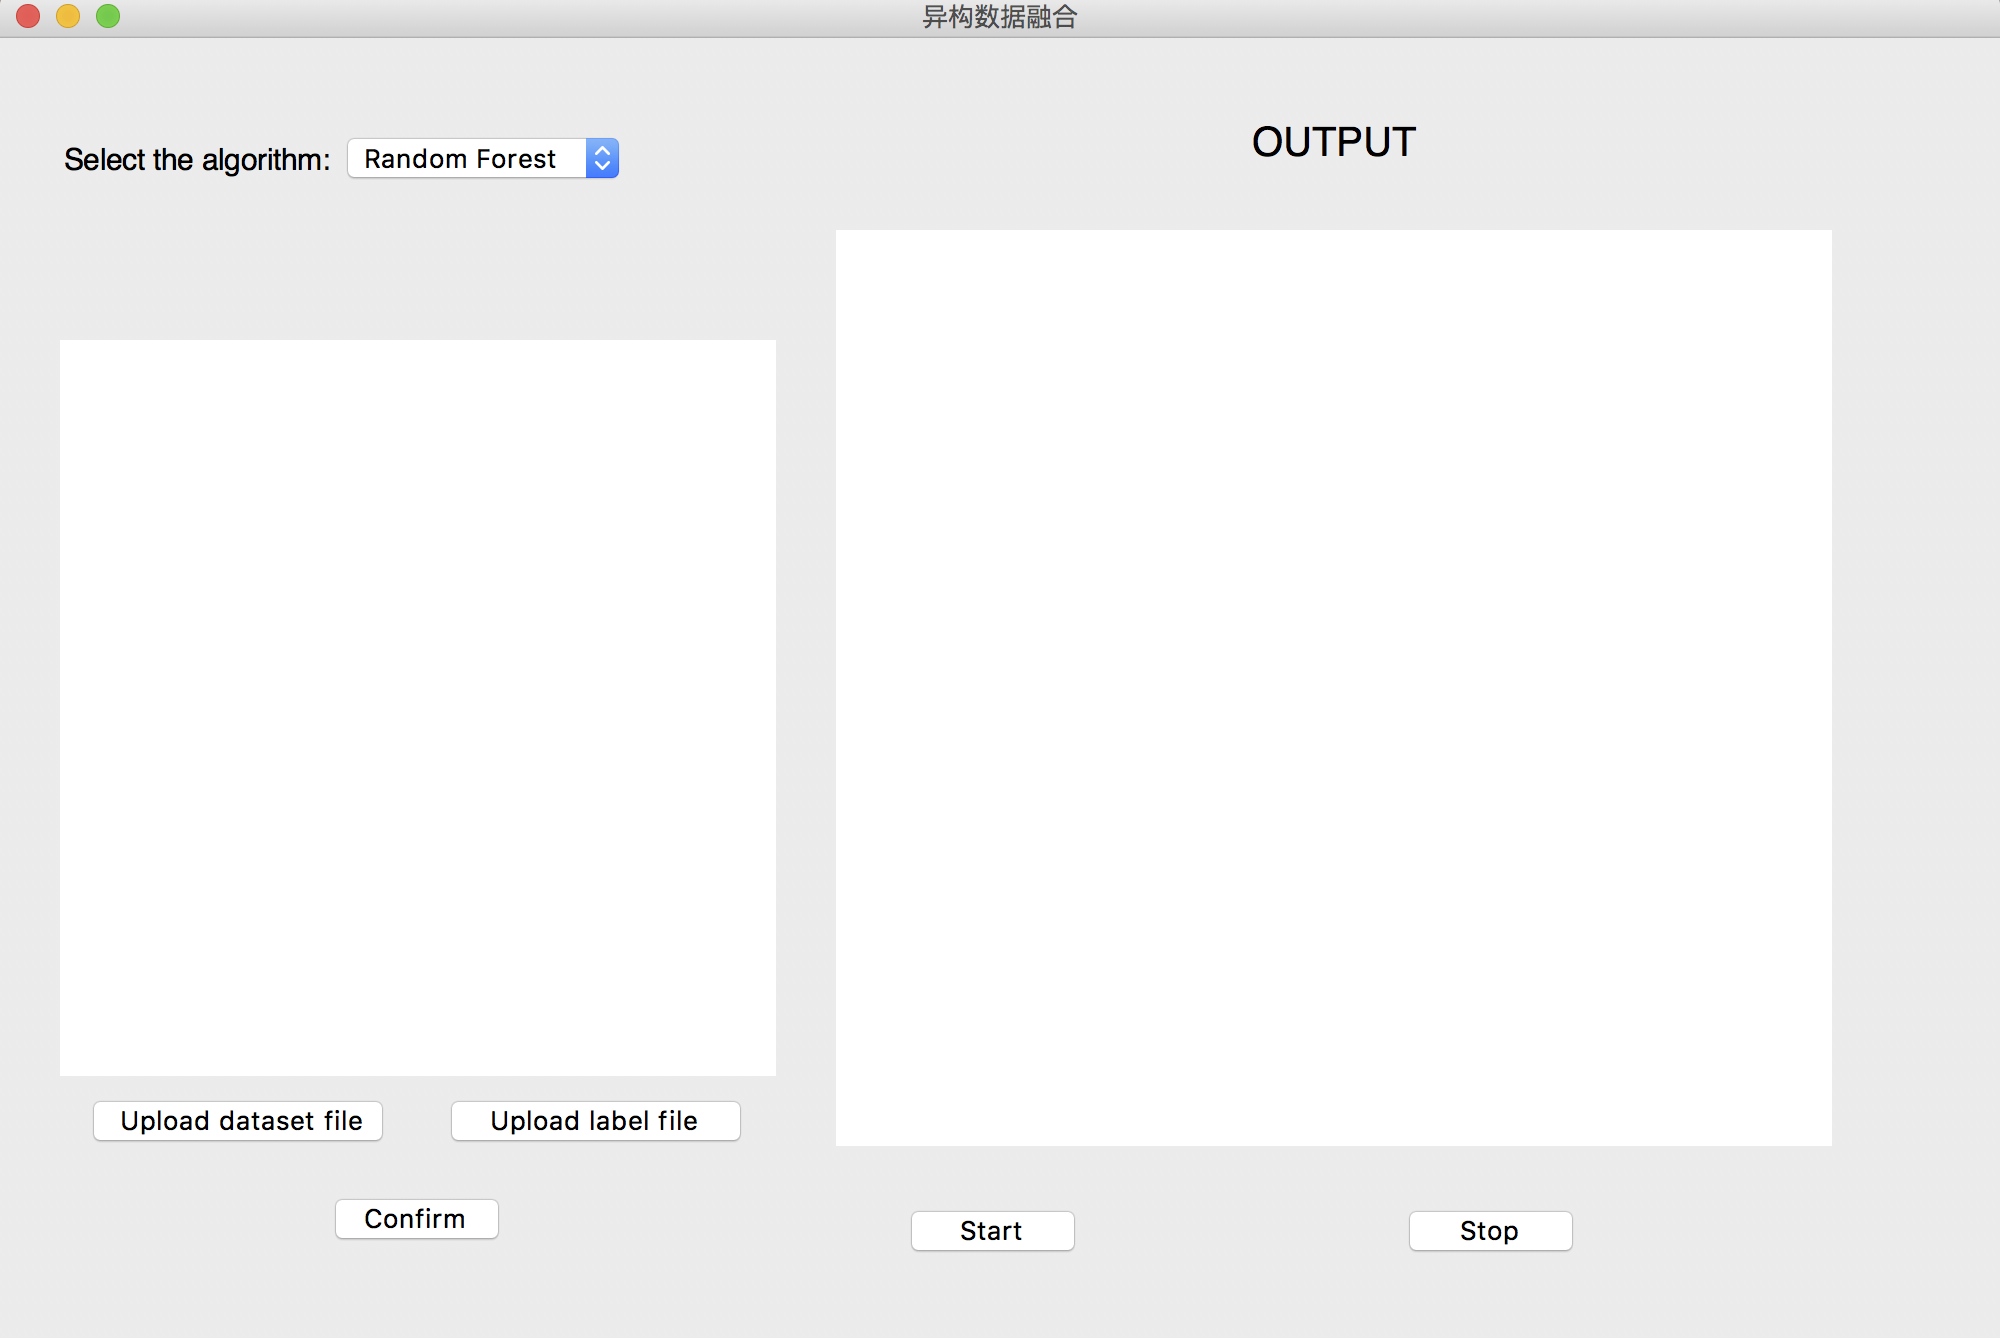 异构数据融合
Select the algorithm: Random Forest
OUTPUT
Upload dataset file
Upload label file
Confirm
Start
Stop